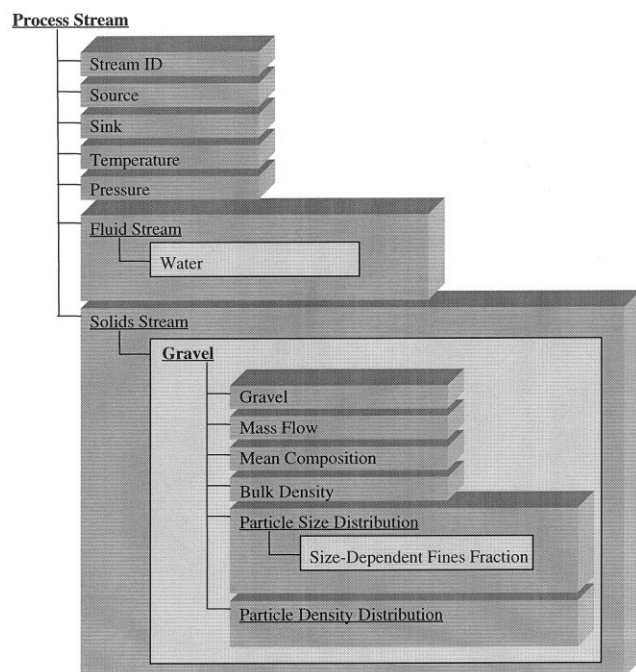 Process Stream
Stream ID
Source
Sink
Temperature
Pressure
Fluid Stream
Water
Solids Stream
Gravel
Gravel
Mass Flow
Mean Composition
Bulk Density
Particle Size Distribution
Size-Dependent Fines Fraction
Particle Density Distribution